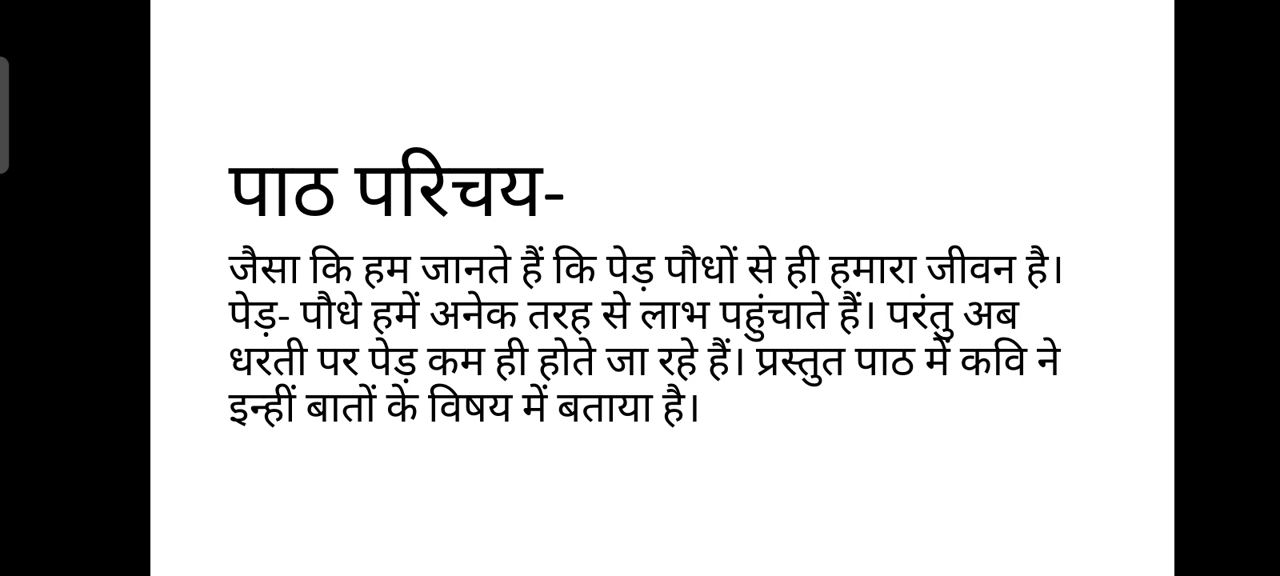 पाठ परिचय-
जैसा कि हम जानते हैं कि पेड़ पौधों से ही हमारा जीवन है।
पेड़- पौधे हमें अनेक तरह से लाभ पहुंचाते हैं। परंतु अब
धरती पर पेड़ कम ही होते जा रहे हैं। प्रस्तुत पाठ में कवि ने
इन्हीं बातों के विषय में बताया है।